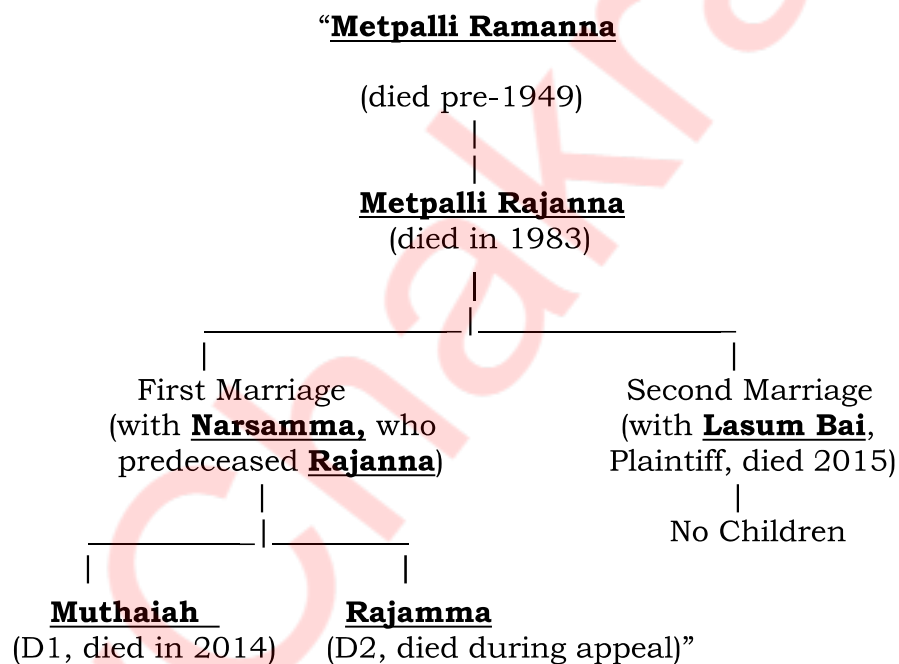 “Metpalli Ramanna
(died pre-1949)
Metpalli Rajanna
(died in 1983)
First Marriage
(with Narsamma, who
predeceased Rajanna)
Second Marriage
(with Lasum Bai,
Plaintiff, died 2015)
No Children
Muthaiah
(D1, died in 2014)
Rajamma
(D2, died during appeal)”
Chakra